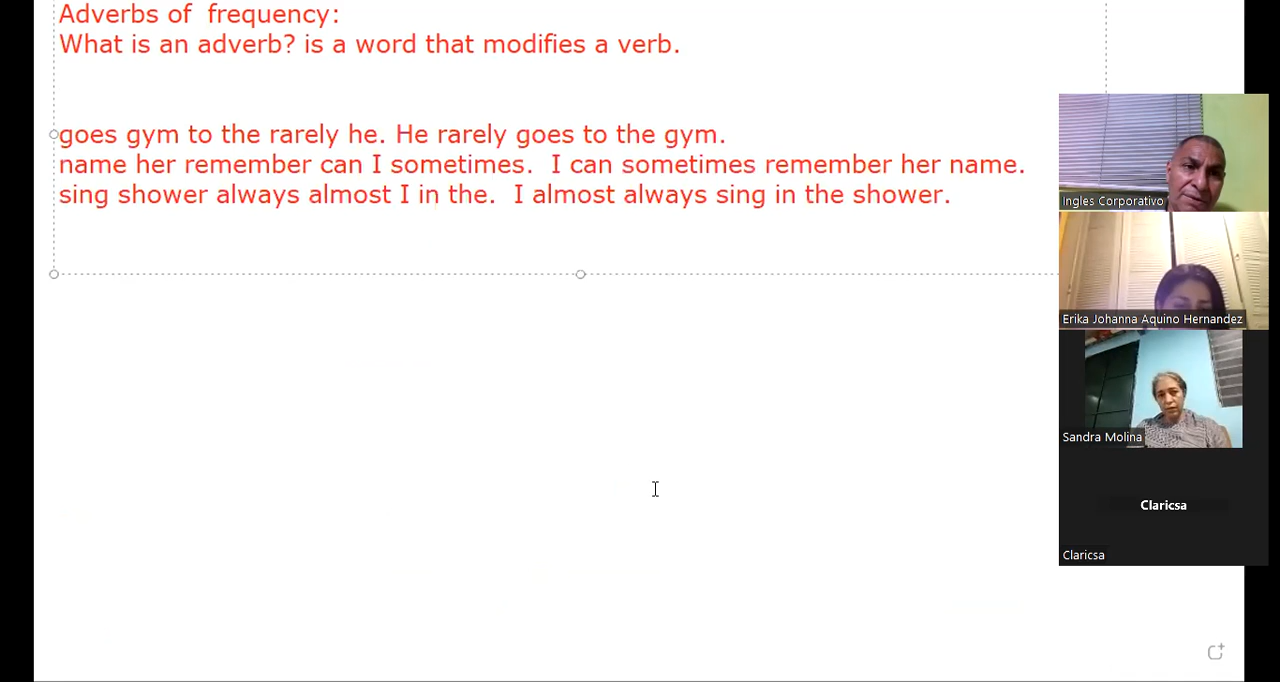 Adverbs of  frequency:
What is an adverb? is a word that modifies a verb.
goes gym to the rarely he. He rarely goes to the gym.
name her remember can I sometimes.  I can sometimes remember her name.
sing shower always almost I in the.  I almost always sing in the shower.
Ingles Corporativo
Erika Johanna Aquino Hernandez
Sandra Molina
Claricsa
Claricsa